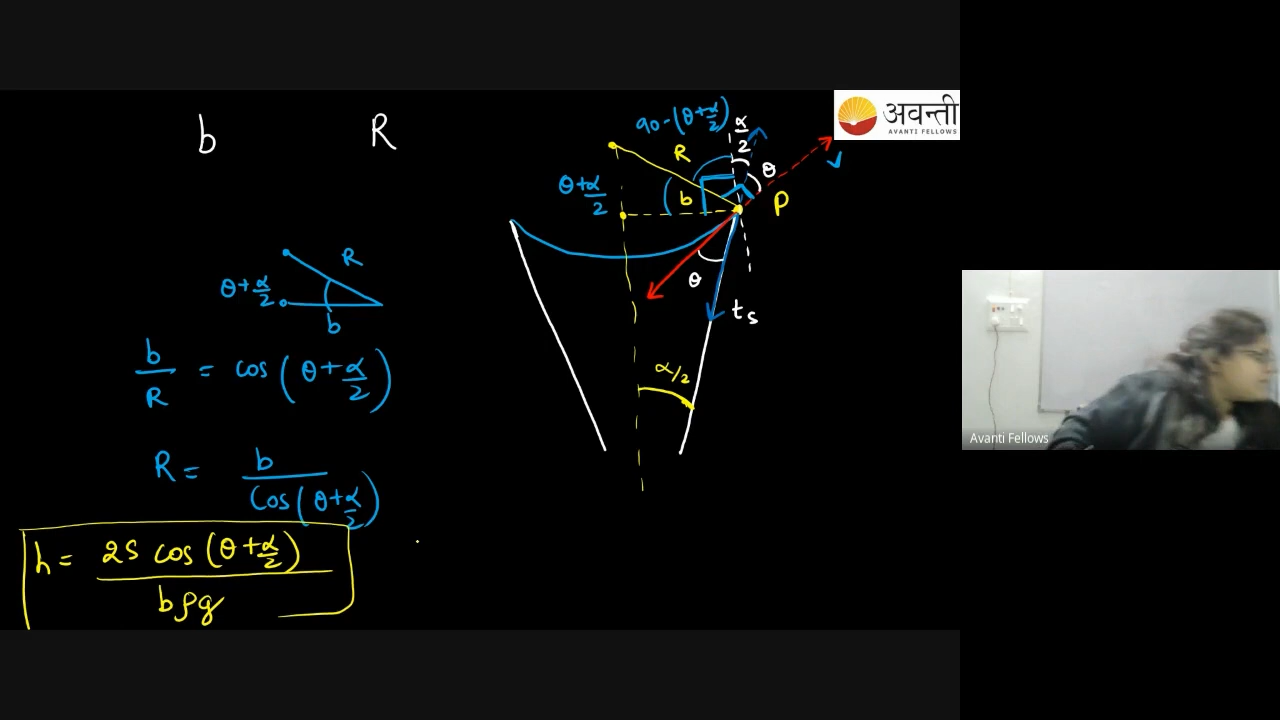 b R
90-(θ+α/2)
α/2
अवन्ती
AVANTI FELLOWS
R
θ
v
θ+α/2
b
P
R
θ+α/2
b
θ
t_s
b/R = cos(θ+α/2)
α/2
R = b/Cos(θ+α/2)
h = 2S cos(θ+α/2)/bρg
Avanti Fellows